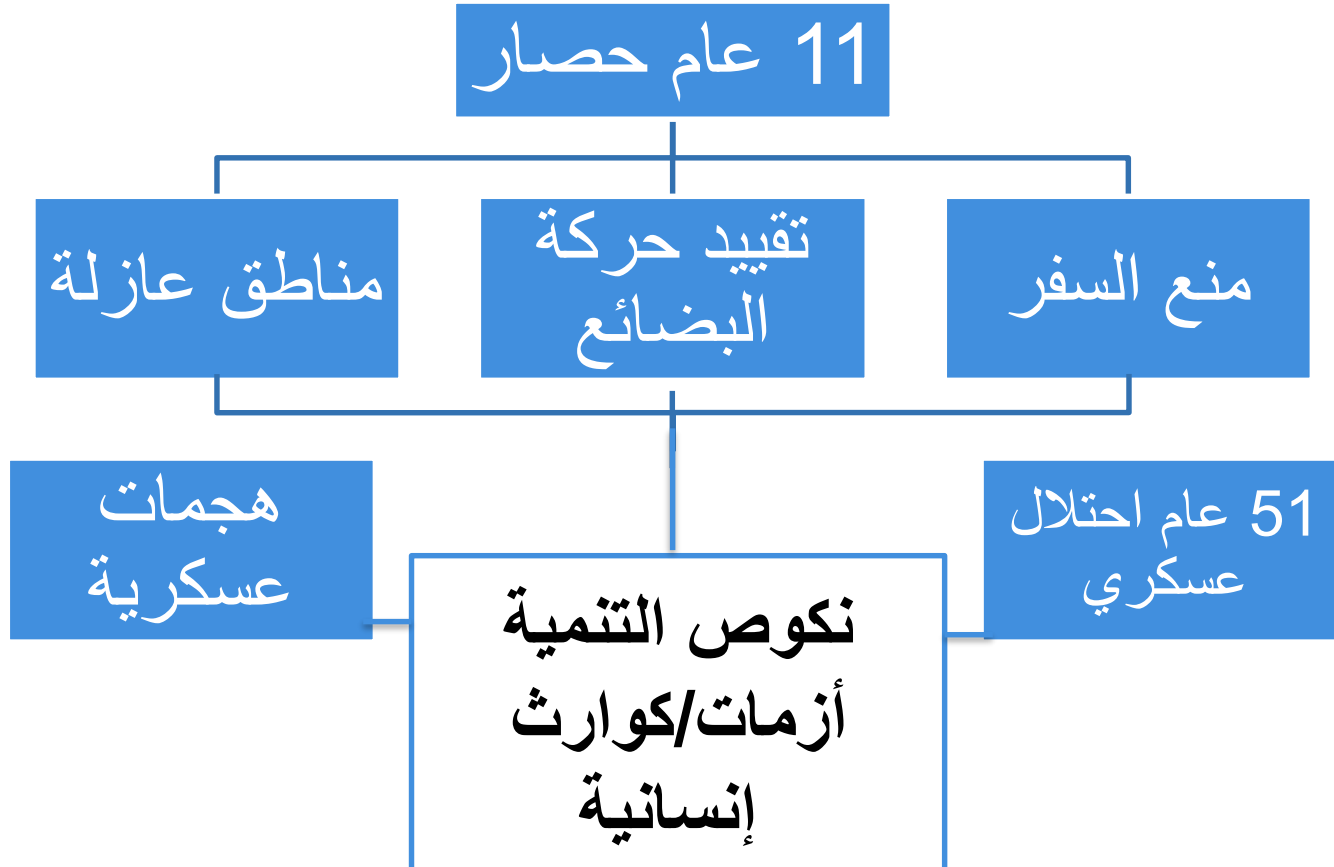 11 عام حصار
منع السفر
تقييد حركة
البضائع
مناطق عازلة
51 عام احتلال
عسكري
هجمات
عسكرية
نكوص التنمية
أزمات/كوارث
إنسانية